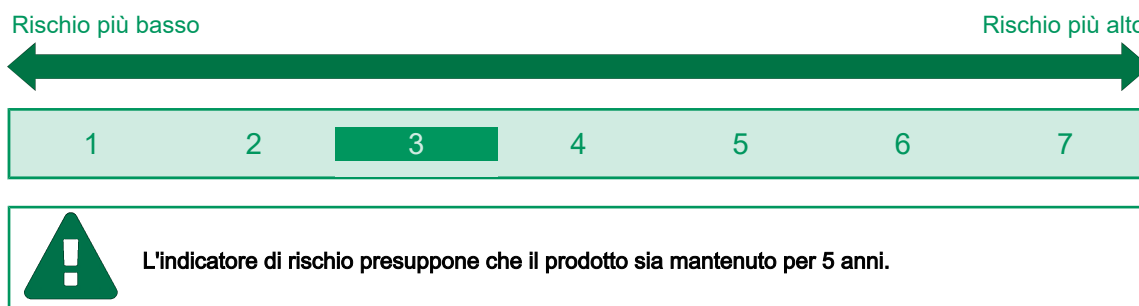 Rischio più basso Rischio più alto
1 2 3 4 5 6 7
L'indicatore di rischio presuppone che il prodotto sia mantenuto per 5 anni.